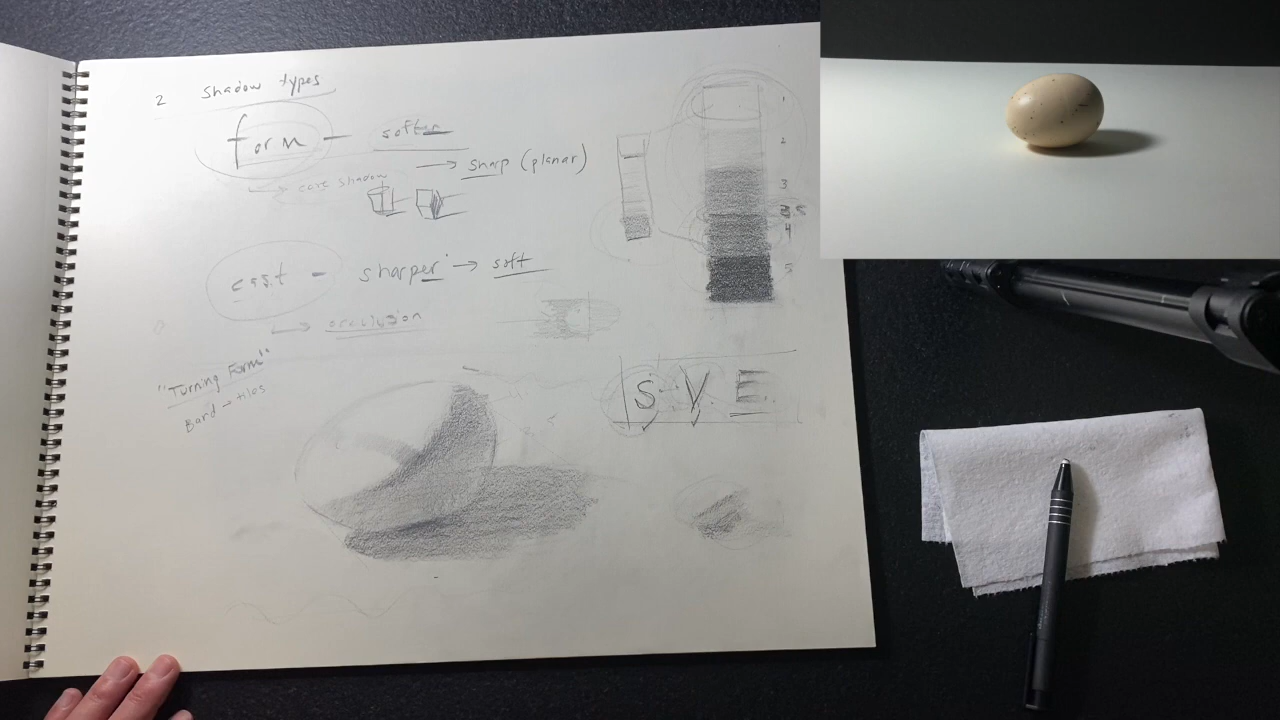 2 shadow types
form - softer
→ sharp (planar)
→ cast shadow
cast - sharper → soft
→ occlusion
"Turning Form"
Bard - tiles
1
2
3
3.5
4
5
S V E